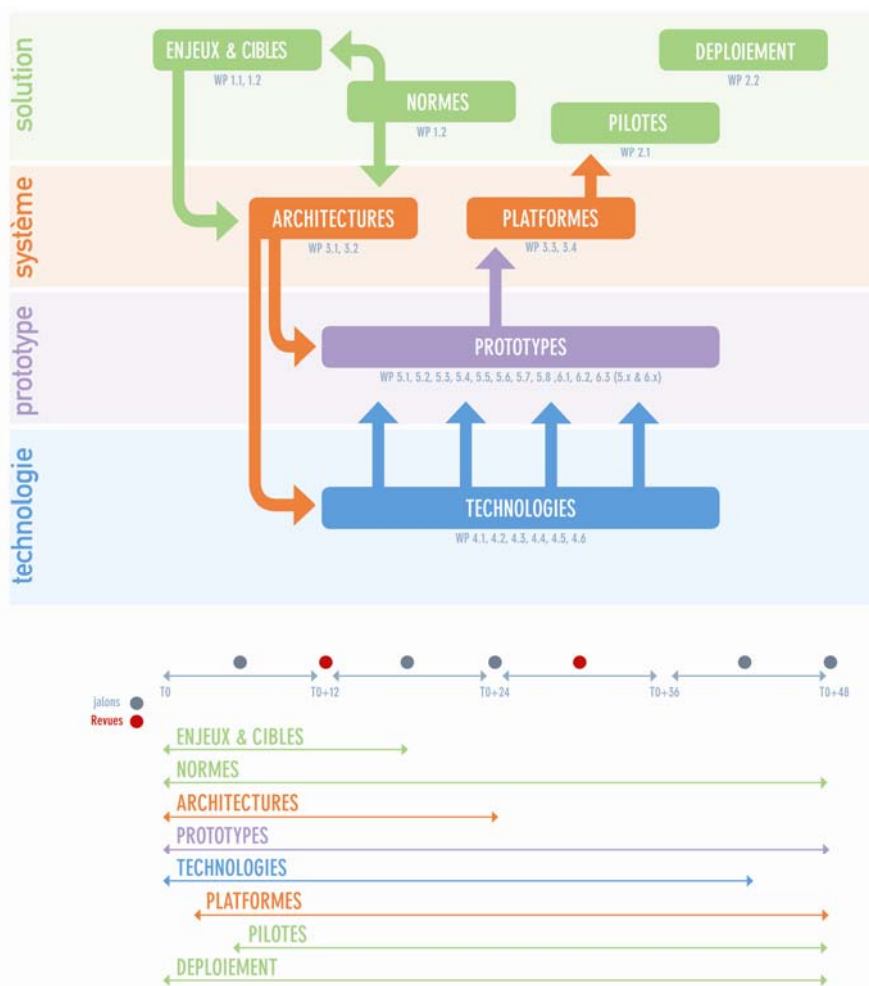 solution
ENJEUX & CIBLES
WP 1.1, 1.2
DEPLOIEMENT
WP 2.2
NORMES
WP 1.2
PILOTES
WP 2.1
système
ARCHITECTURES
WP 3.1, 3.2
PLATFORMES
WP 3.3, 3.4
prototype
PROTOTYPES
WP 5.1, 5.2, 5.3, 5.4, 5.5, 5.6, 5.7, 5.8 ,6.1, 6.2, 6.3 (5.x & 6.x)
technologie
TECHNOLOGIES
WP 4.1, 4.2, 4.3, 4.4, 4.5, 4.6
T0 T0+12 T0+24 T0+36 T0+48
jalons
Revues
ENJEUX & CIBLES
NORMES
ARCHITECTURES
PROTOTYPES
TECHNOLOGIES
PLATFORMES
PILOTES
DEPLOIEMENT